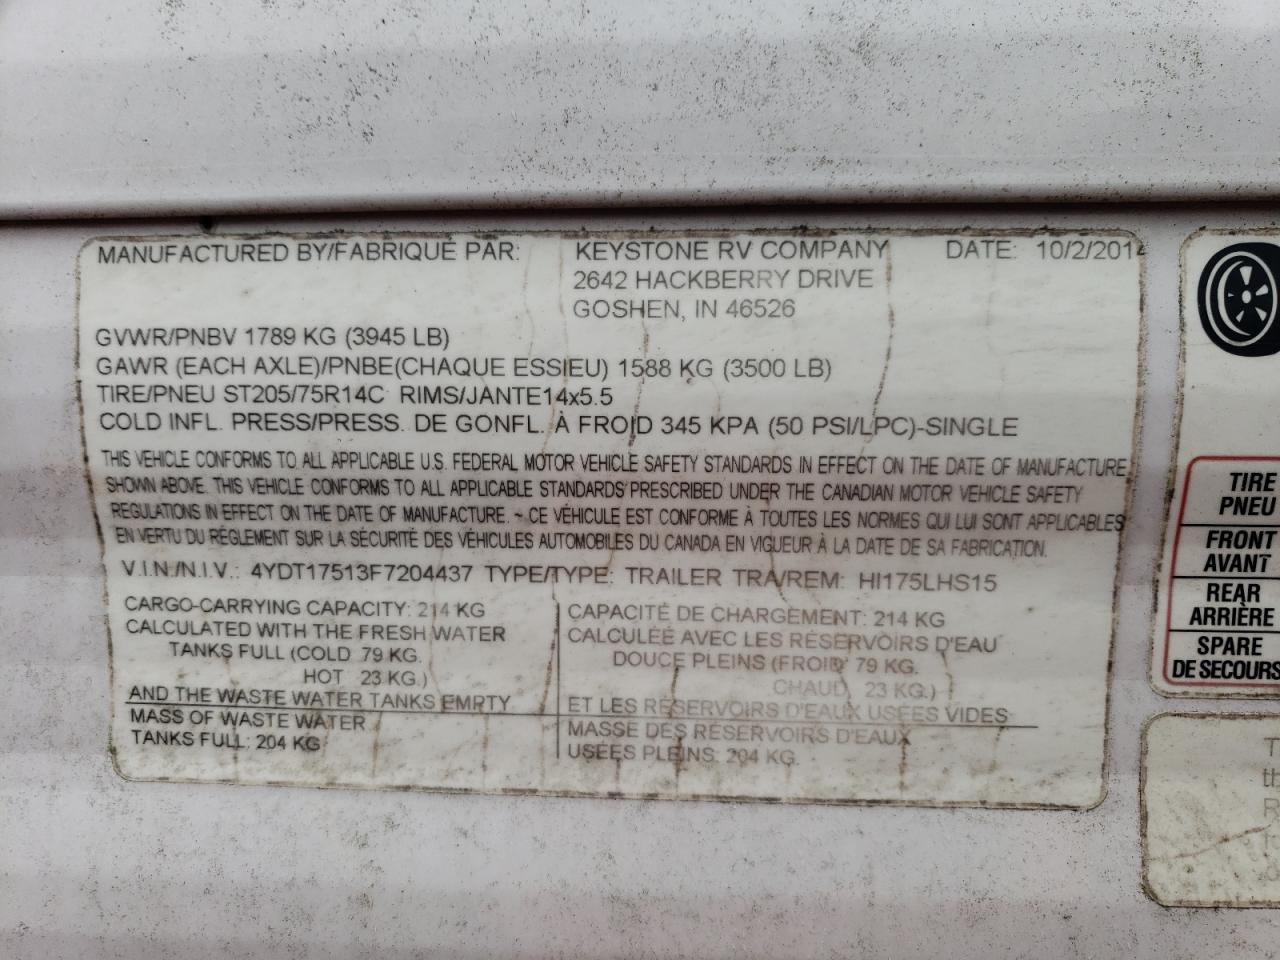 MANUFACTURED BY/FABRIQUÉ PAR: KEYSTONE RV COMPANY DATE: 10/2/2014
2642 HACKBERRY DRIVE
GOSHEN, IN 46526
GVWR/PNBV 1789 KG (3945 LB)
GAWR (EACH AXLE)/PNBE(CHAQUE ESSIEU) 1588 KG (3500 LB)
TIRE/PNEU ST205/75R14C RIMS/JANTE14x5.5
COLD INFL. PRESS/PRESS. DE GONFL. À FROID 345 KPA (50 PSI/LPC)-SINGLE
THIS VEHICLE CONFORMS TO ALL APPLICABLE U.S. FEDERAL MOTOR VEHICLE SAFETY STANDARDS IN EFFECT ON THE DATE OF MANUFACTURE
SHOWN ABOVE. THIS VEHICLE CONFORMS TO ALL APPLICABLE STANDARDS PRESCRIBED UNDER THE CANADIAN MOTOR VEHICLE SAFETY
REGULATIONS IN EFFECT ON THE DATE OF MANUFACTURE. - CE VÉHICULE EST CONFORME À TOUTES LES NORMES QUI LUI SONT APPLICABLES
EN VERTU DU RÉGLEMENT SUR LA SÉCURITÉ DES VÉHICULES AUTOMOBILES DU CANADA EN VIGUEUR À LA DATE DE SA FABRICATION.
V.I.N./N.I.V.: 4YDT17513F7204437 TYPE/TYPE: TRAILER TRA/REM: HI175LHS15
CARGO-CARRYING CAPACITY: 214 KG
CALCULATED WITH THE FRESH WATER
TANKS FULL (COLD 79 KG.
HOT 23 KG.)
AND THE WASTE WATER TANKS EMPTY
MASS OF WASTE WATER
TANKS FULL: 204 KG
CAPACITÉ DE CHARGEMENT: 214 KG
CALCULÉE AVEC LES RÉSERVOIRS D'EAU
DOUCE PLEINS (FROID 79 KG.
CHAUD 23 KG.)
ET LES RÉSERVOIRS D'EAUX USÉES VIDES
MASSE DES RÉSERVOIRS D'EAUX
USÉES PLEINS: 204 KG.
TIRE
PNEU
FRONT
AVANT
REAR
ARRIÈRE
SPARE
DE SECOURS